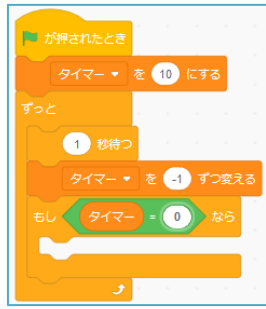 が押されたとき
タイマー ▼ を 10 にする
ずっと
1 秒待つ
タイマー ▼ を -1 ずつ変える
もし タイマー = 0 なら